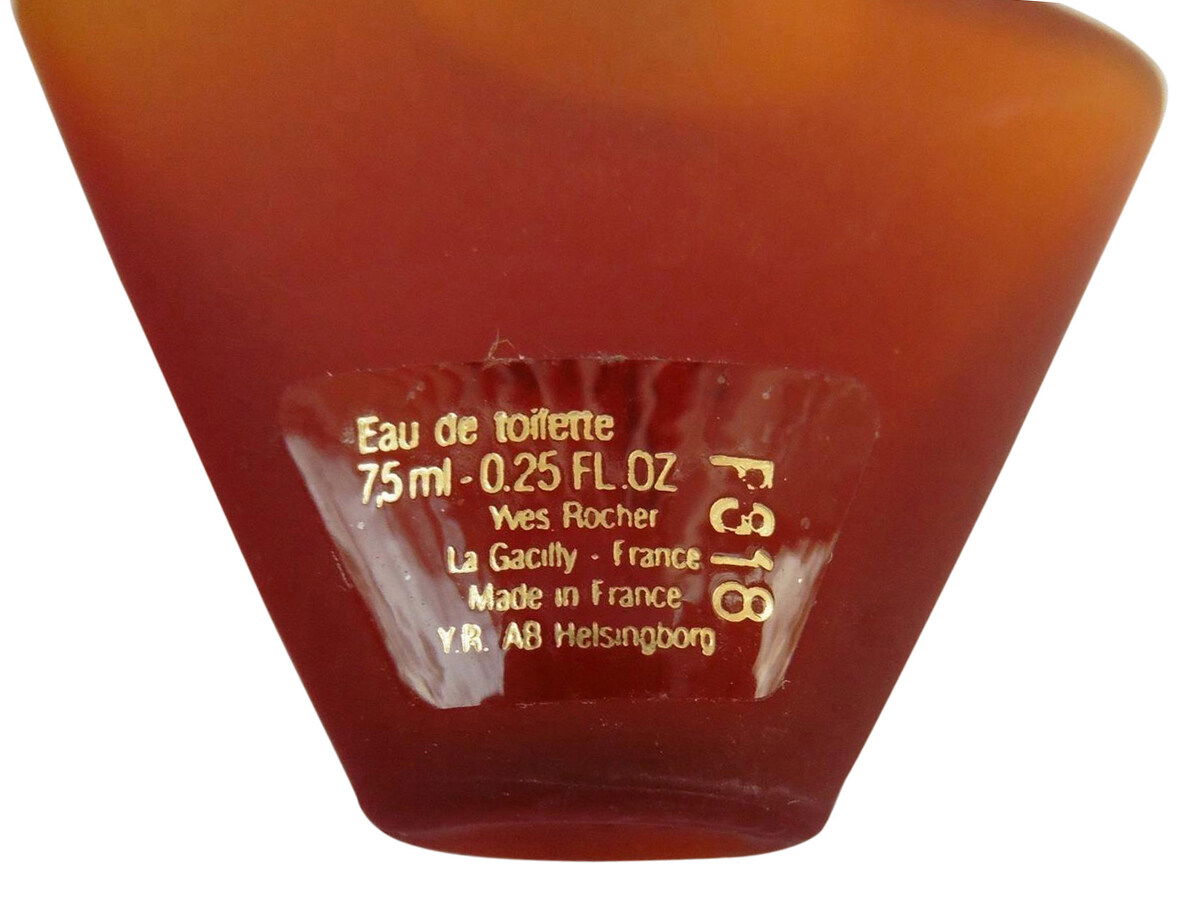 Eau de toilette
7,5 ml - 0.25 FL.OZ
Yves Rocher
La Gacilly - France
Made in France
Y.R. AB Helsingborg
F318